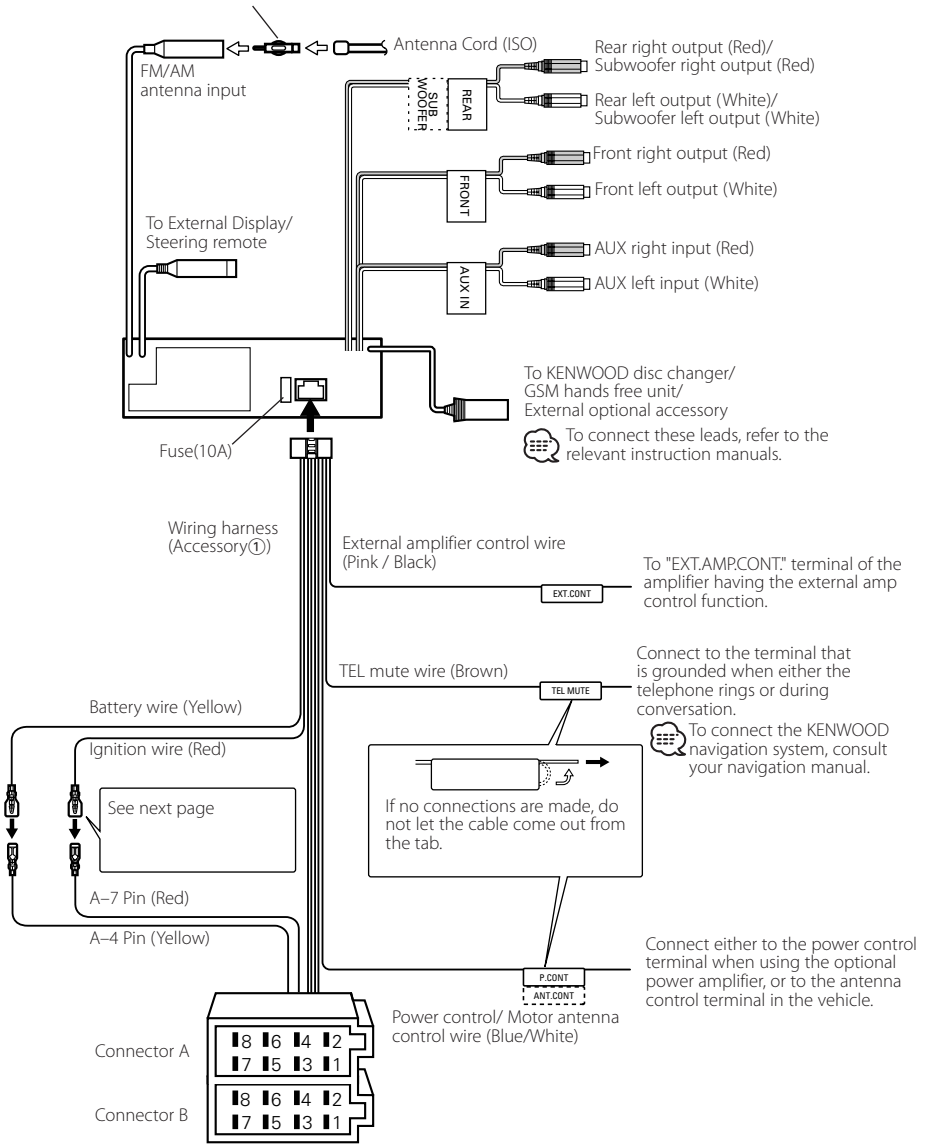 Antenna Cord (ISO)
FM/AM
antenna input
Rear right output (Red)/
Subwoofer right output (Red)
SUB
WOOFER
REAR
Rear left output (White)/
Subwoofer left output (White)
Front right output (Red)
FRONT
Front left output (White)
To External Display/
Steering remote
AUX right input (Red)
AUX IN
AUX left input (White)
To KENWOOD disc changer/
GSM hands free unit/
External optional accessory
To connect these leads, refer to the
relevant instruction manuals.
Fuse(10A)
Wiring harness
(Accessory①)
External amplifier control wire
(Pink / Black)
EXT.CONT
To "EXT.AMP.CONT." terminal of the
amplifier having the external amp
control function.
TEL mute wire (Brown)
TEL MUTE
Connect to the terminal that
is grounded when either the
telephone rings or during
conversation.
To connect the KENWOOD
navigation system, consult
your navigation manual.
Battery wire (Yellow)
Ignition wire (Red)
See next page
If no connections are made, do
not let the cable come out from
the tab.
A–7 Pin (Red)
A–4 Pin (Yellow)
P.CONT
ANT.CONT
Connect either to the power control
terminal when using the optional
power amplifier, or to the antenna
control terminal in the vehicle.
Power control/ Motor antenna
control wire (Blue/White)
Connector A
8 6 4 2
7 5 3 1
Connector B
8 6 4 2
7 5 3 1